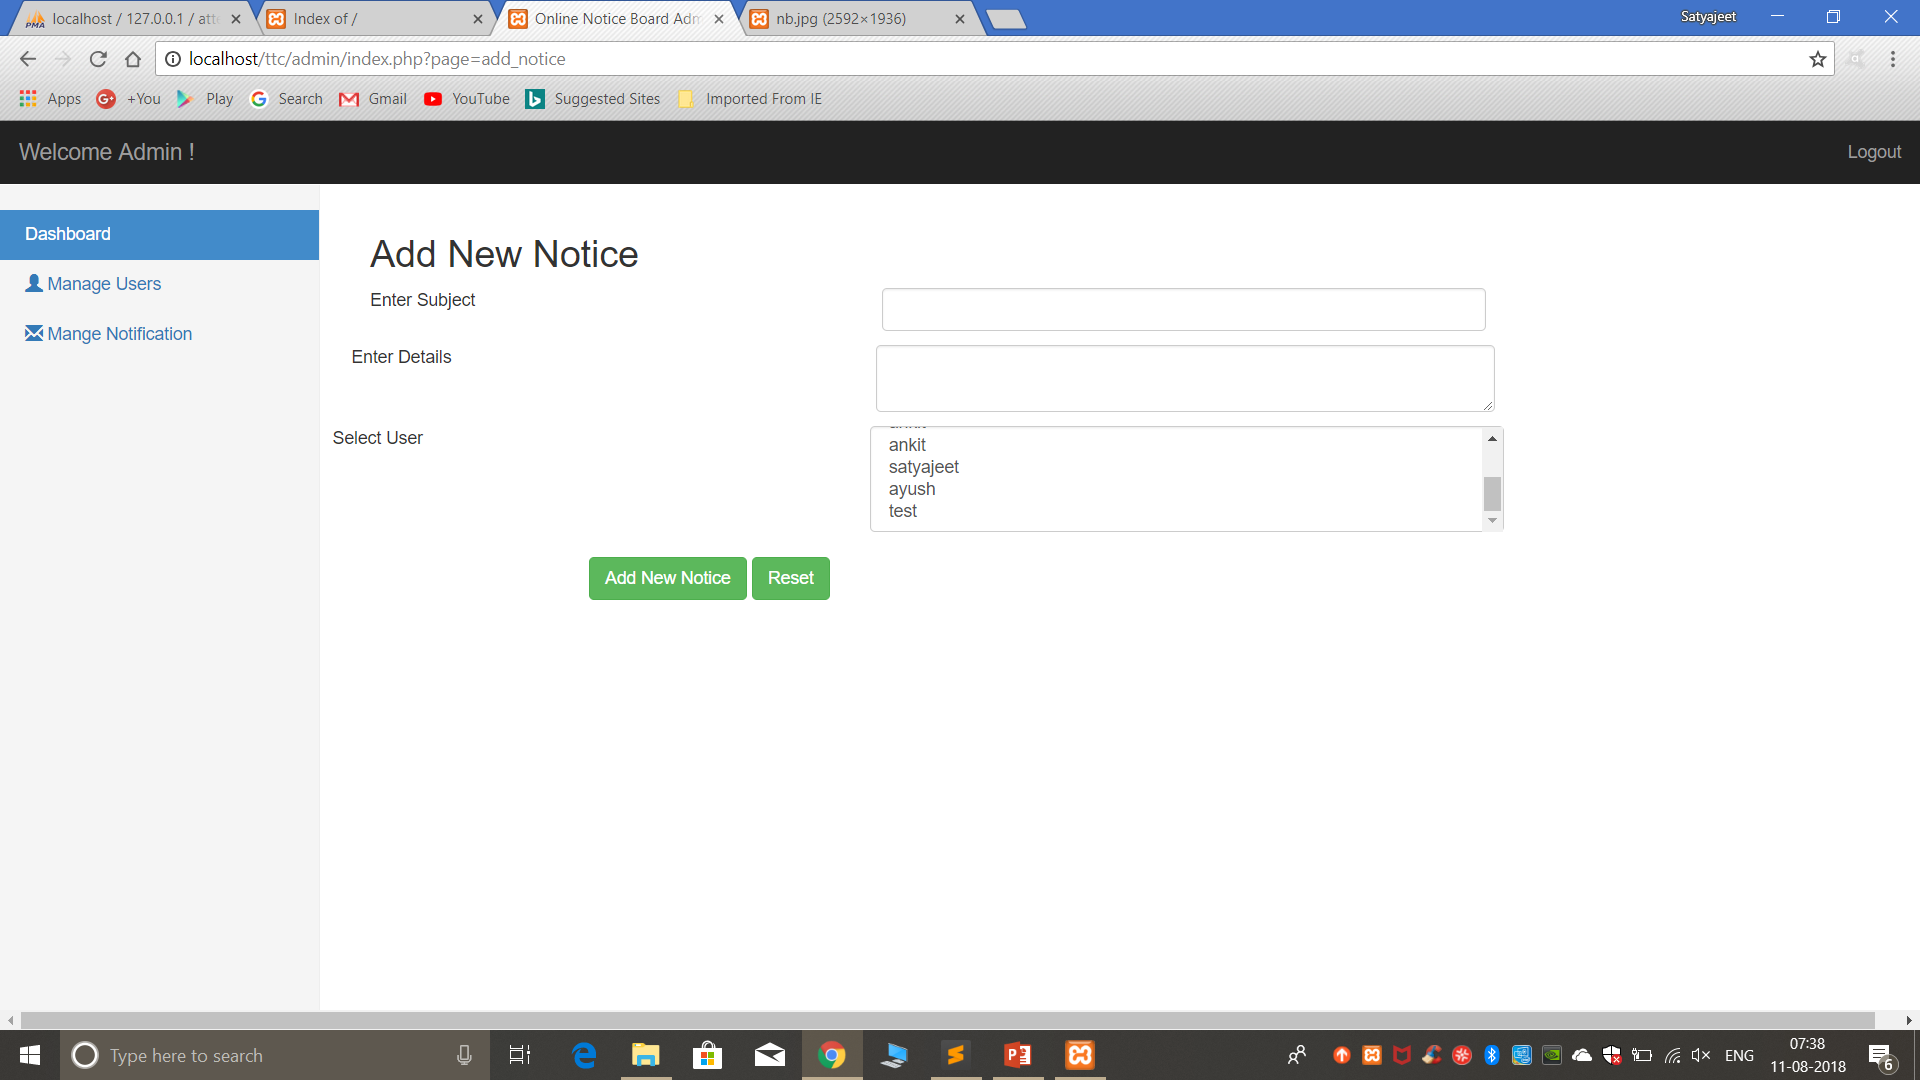 localhost / 127.0.0.1 / att
Index of /
Online Notice Board Adm
nb.jpg (2592×1936)
Satyajeet
localhost/ttc/admin/index.php?page=add_notice
Apps +You Play Search Gmail YouTube Suggested Sites Imported From IE
Welcome Admin !
Logout
Dashboard
Manage Users
Mange Notification
Add New Notice
Enter Subject
Enter Details
Select User
ankit
satyajeet
ayush
test
Add New Notice
Reset
Type here to search
ENG
07:38
11-08-2018
6